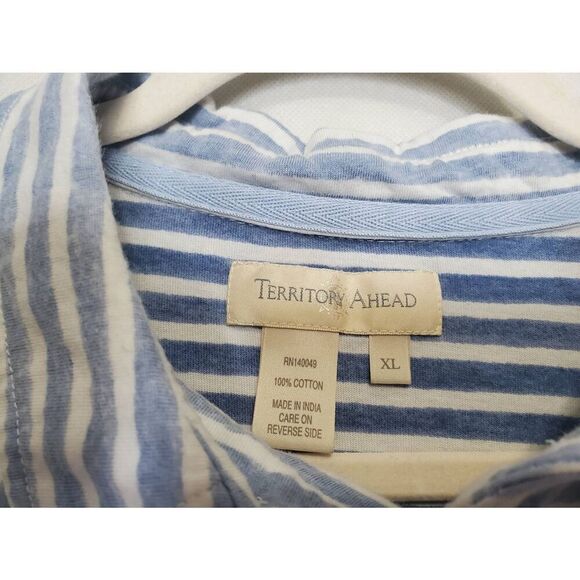 TERRITORY AHEAD
XL
RN140049
100% COTTON
MADE IN INDIA
CARE ON
REVERSE SIDE